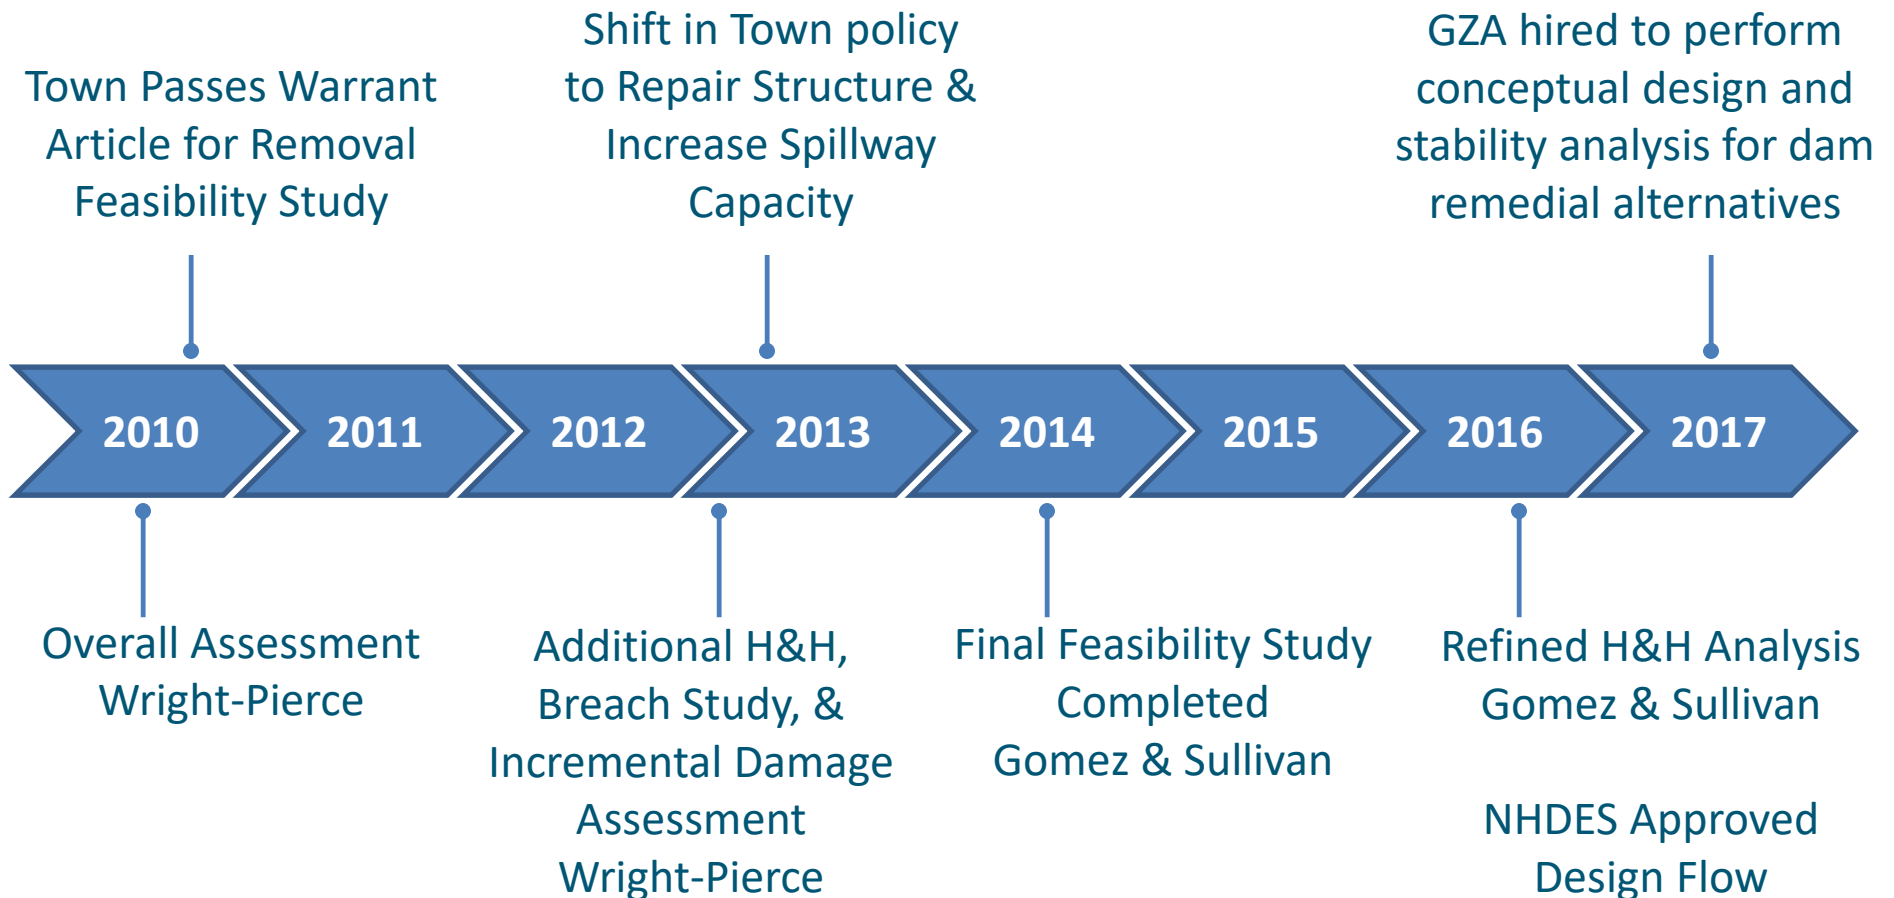 Town Passes Warrant
Article for Removal
Feasibility Study
Shift in Town policy
to Repair Structure &
Increase Spillway
Capacity
GZA hired to perform
conceptual design and
stability analysis for dam
remedial alternatives
2010
2011
2012
2013
2014
2015
2016
2017
Overall Assessment
Wright-Pierce
Additional H&H,
Breach Study, &
Incremental Damage
Assessment
Wright-Pierce
Final Feasibility Study
Completed
Gomez & Sullivan
Refined H&H Analysis
Gomez & Sullivan
NHDES Approved
Design Flow